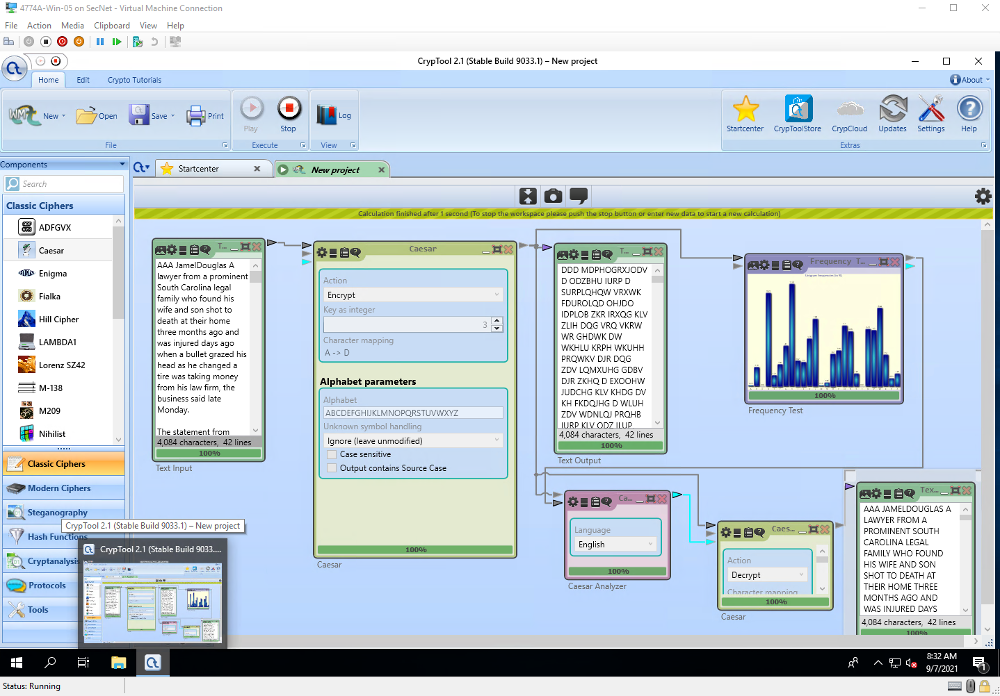 4774A-Win-05 on SecNet - Virtual Machine Connection
File Action Media Clipboard View Help
CrypTool 2.1 (Stable Build 9033.1) – New project
Home Edit Crypto Tutorials About
New Open Save Print Play Stop Log Startcenter CrypToolStore CrypCloud Updates Settings Help
File Execute View Extras
Components
Startcenter
New project
Search
Classic Ciphers
ADFGVX
Caesar
Enigma
Fialka
Hill Cipher
LAMBDA1
Lorenz SZ42
M-138
M209
Nihilist
Classic Ciphers
Modern Ciphers
Steganography
Hash Functions
Cryptanalysis
Protocols
Tools
CrypTool 2.1 (Stable Build 9033.1) – New project
CrypTool 2.1 (Stable Build 9033....
Calculation finished after 1 second (To stop the workspace please push the stop button or enter new data to start a new calculation)
T...
AAA JamelDouglas A
lawyer from a prominent
South Carolina legal
family who found his
wife and son shot to
death at their home
three months ago and
was injured days ago
when a bullet grazed his
head as he changed a
tire was taking money
from his law firm, the
business said late
Monday.
The statement from
4,084 characters, 42 lines
100%
Text Input
Caesar
Action
Encrypt
Key as integer
3
Character mapping
A -> D
Alphabet parameters
Alphabet
ABCDEFGHIJKLMNOPQRSTUVWXYZ
Unknown symbol handling
Ignore (leave unmodified)
Case sensitive
Output contains Source Case
100%
Caesar
T...
DDD MDPHOGRXJODV
D ODZBHU IURP D
SURPLQHQW VRXWK
FDUROLQD OHJDO
IDPLOB ZKR IRXQG KLV
ZLIH DQG VRQ VKRW
WR GHDWK DW
WKHLU KRPH WKUHH
PRQWKV DJR DQG
ZDV LQMXUHG GDBV
DJR ZKHQ D EXOOHW
JUDCHG KLV KHDG DV
KH FKDQJHG D WLUH
ZDV WDNLQJ PRQHB
IURP KLV ODZ ILUP
4,084 characters, 42 lines
100%
Text Output
Frequency T...
Unigram frequencies (in %)
100%
Frequency Test
Ca...
Language
English
100%
Caesar Analyzer
Caes...
Action
Decrypt
Character mapping
100%
Caesar
Tex...
AAA JAMELDOUGLAS A
LAWYER FROM A
PROMINENT SOUTH
CAROLINA LEGAL
FAMILY WHO FOUND
HIS WIFE AND SON
SHOT TO DEATH AT
THEIR HOME THREE
MONTHS AGO AND
WAS INJURED DAYS
4,084 characters, 42 lines
100%
8:32 AM
9/7/2021
1
Status: Running